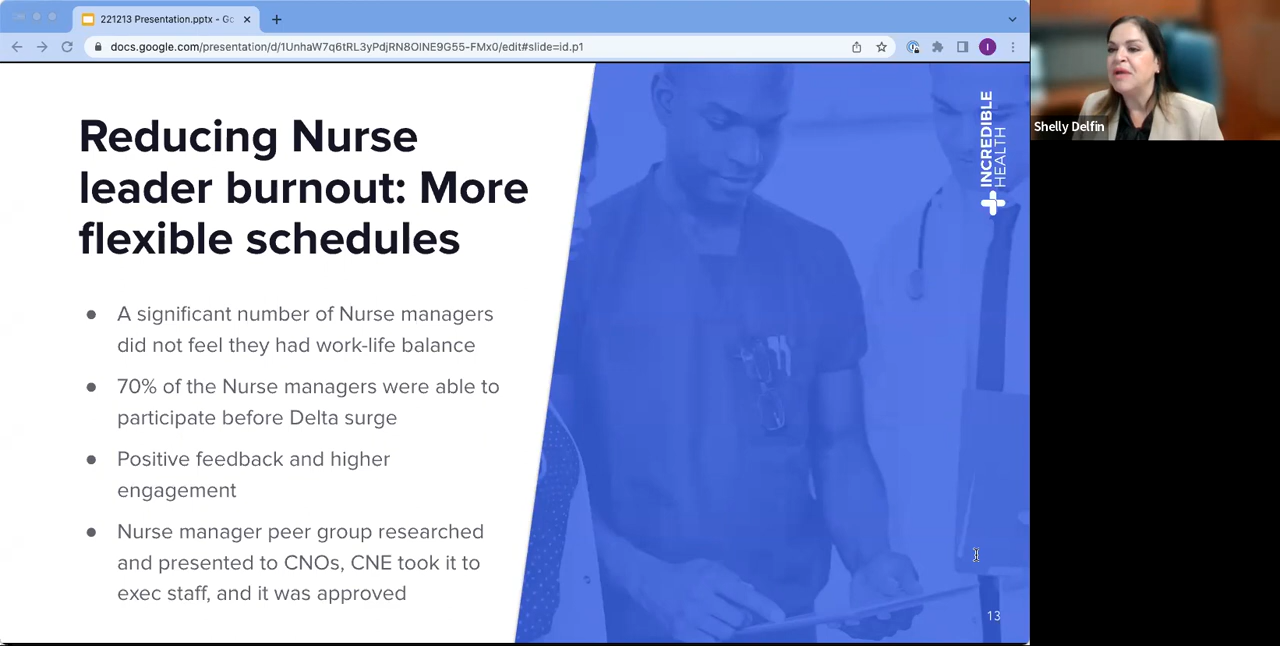 221213 Presentation.pptx - Go
docs.google.com/presentation/d/1UnhaW7q6tRL3yPdjRN8OINE9G55-FMx0/edit#slide=id.p1
I
Shelly Delfin
INCREDIBLE
HEALTH
Reducing Nurse
leader burnout: More
flexible schedules
● A significant number of Nurse managers
did not feel they had work-life balance
● 70% of the Nurse managers were able to
participate before Delta surge
● Positive feedback and higher
engagement
● Nurse manager peer group researched
and presented to CNOs, CNE took it to
exec staff, and it was approved
13